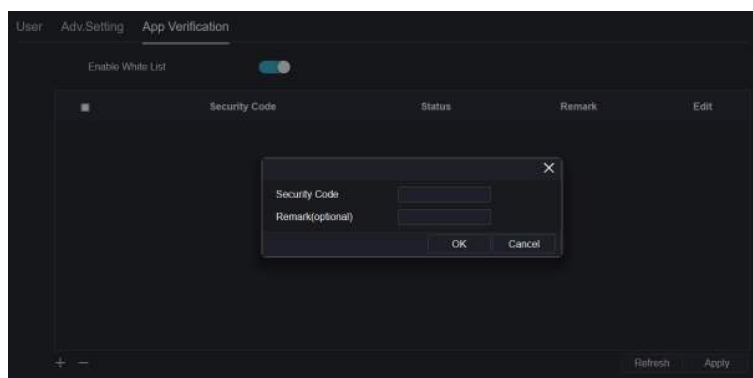 User Adv.Setting App Verification
Enable White List
Security Code Status Remark Edit
Security Code
Remark(optional)
OK Cancel
Refresh Apply